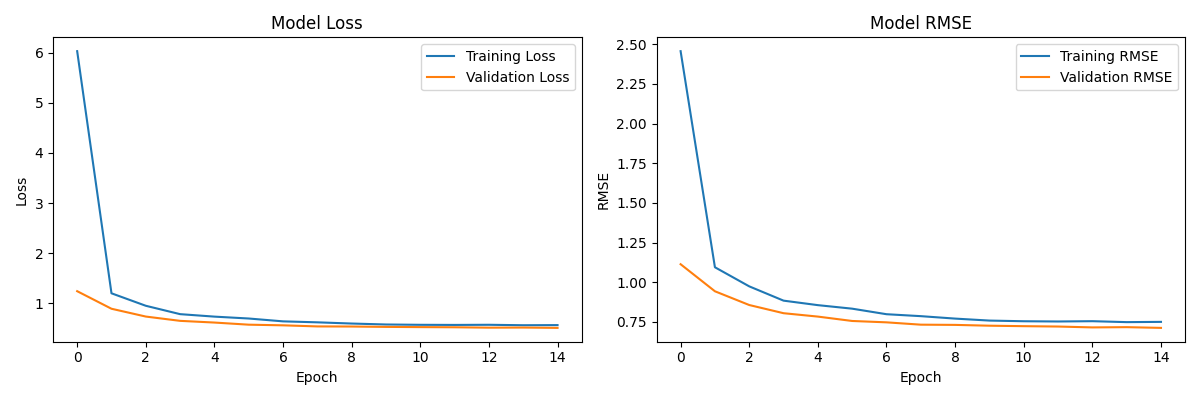 Model Loss
6
5
4
3
2
1
Loss
Training Loss
Validation Loss
0 2 4 6 8 10 12 14
Epoch
Model RMSE
2.50
2.25
2.00
1.75
1.50
1.25
1.00
0.75
RMSE
Training RMSE
Validation RMSE
0 2 4 6 8 10 12 14
Epoch